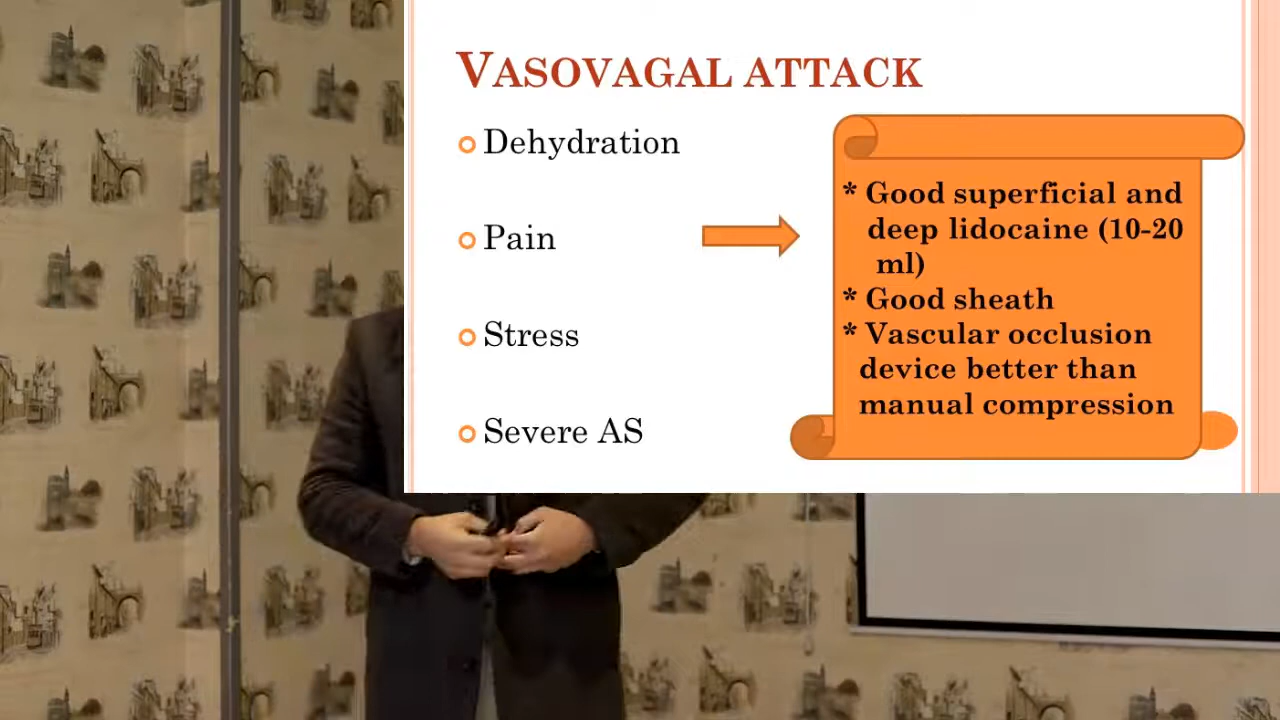 VASOVAGAL ATTACK
Dehydration
Pain
Stress
Severe AS
* Good superficial and
deep lidocaine (10-20
ml)
* Good sheath
* Vascular occlusion
device better than
manual compression